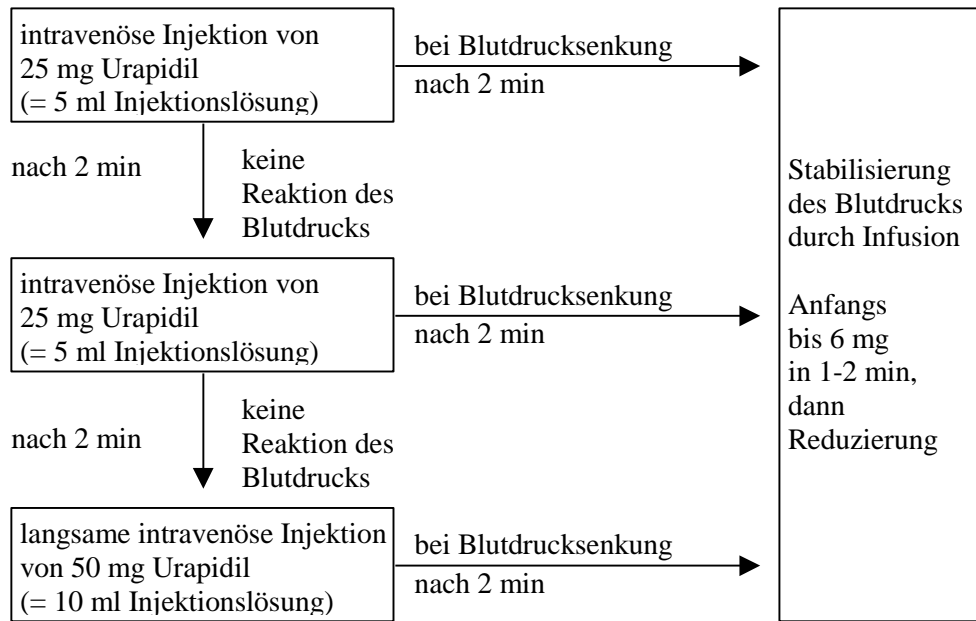 intravenöse Injektion von
25 mg Urapidil
(= 5 ml Injektionslösung)
bei Blutdrucksenkung
nach 2 min
nach 2 min
keine
Reaktion des
Blutdrucks
intravenöse Injektion von
25 mg Urapidil
(= 5 ml Injektionslösung)
bei Blutdrucksenkung
nach 2 min
nach 2 min
keine
Reaktion des
Blutdrucks
langsame intravenöse Injektion
von 50 mg Urapidil
(= 10 ml Injektionslösung)
bei Blutdrucksenkung
nach 2 min
Stabilisierung
des Blutdrucks
durch Infusion
Anfangs
bis 6 mg
in 1-2 min,
dann
Reduzierung